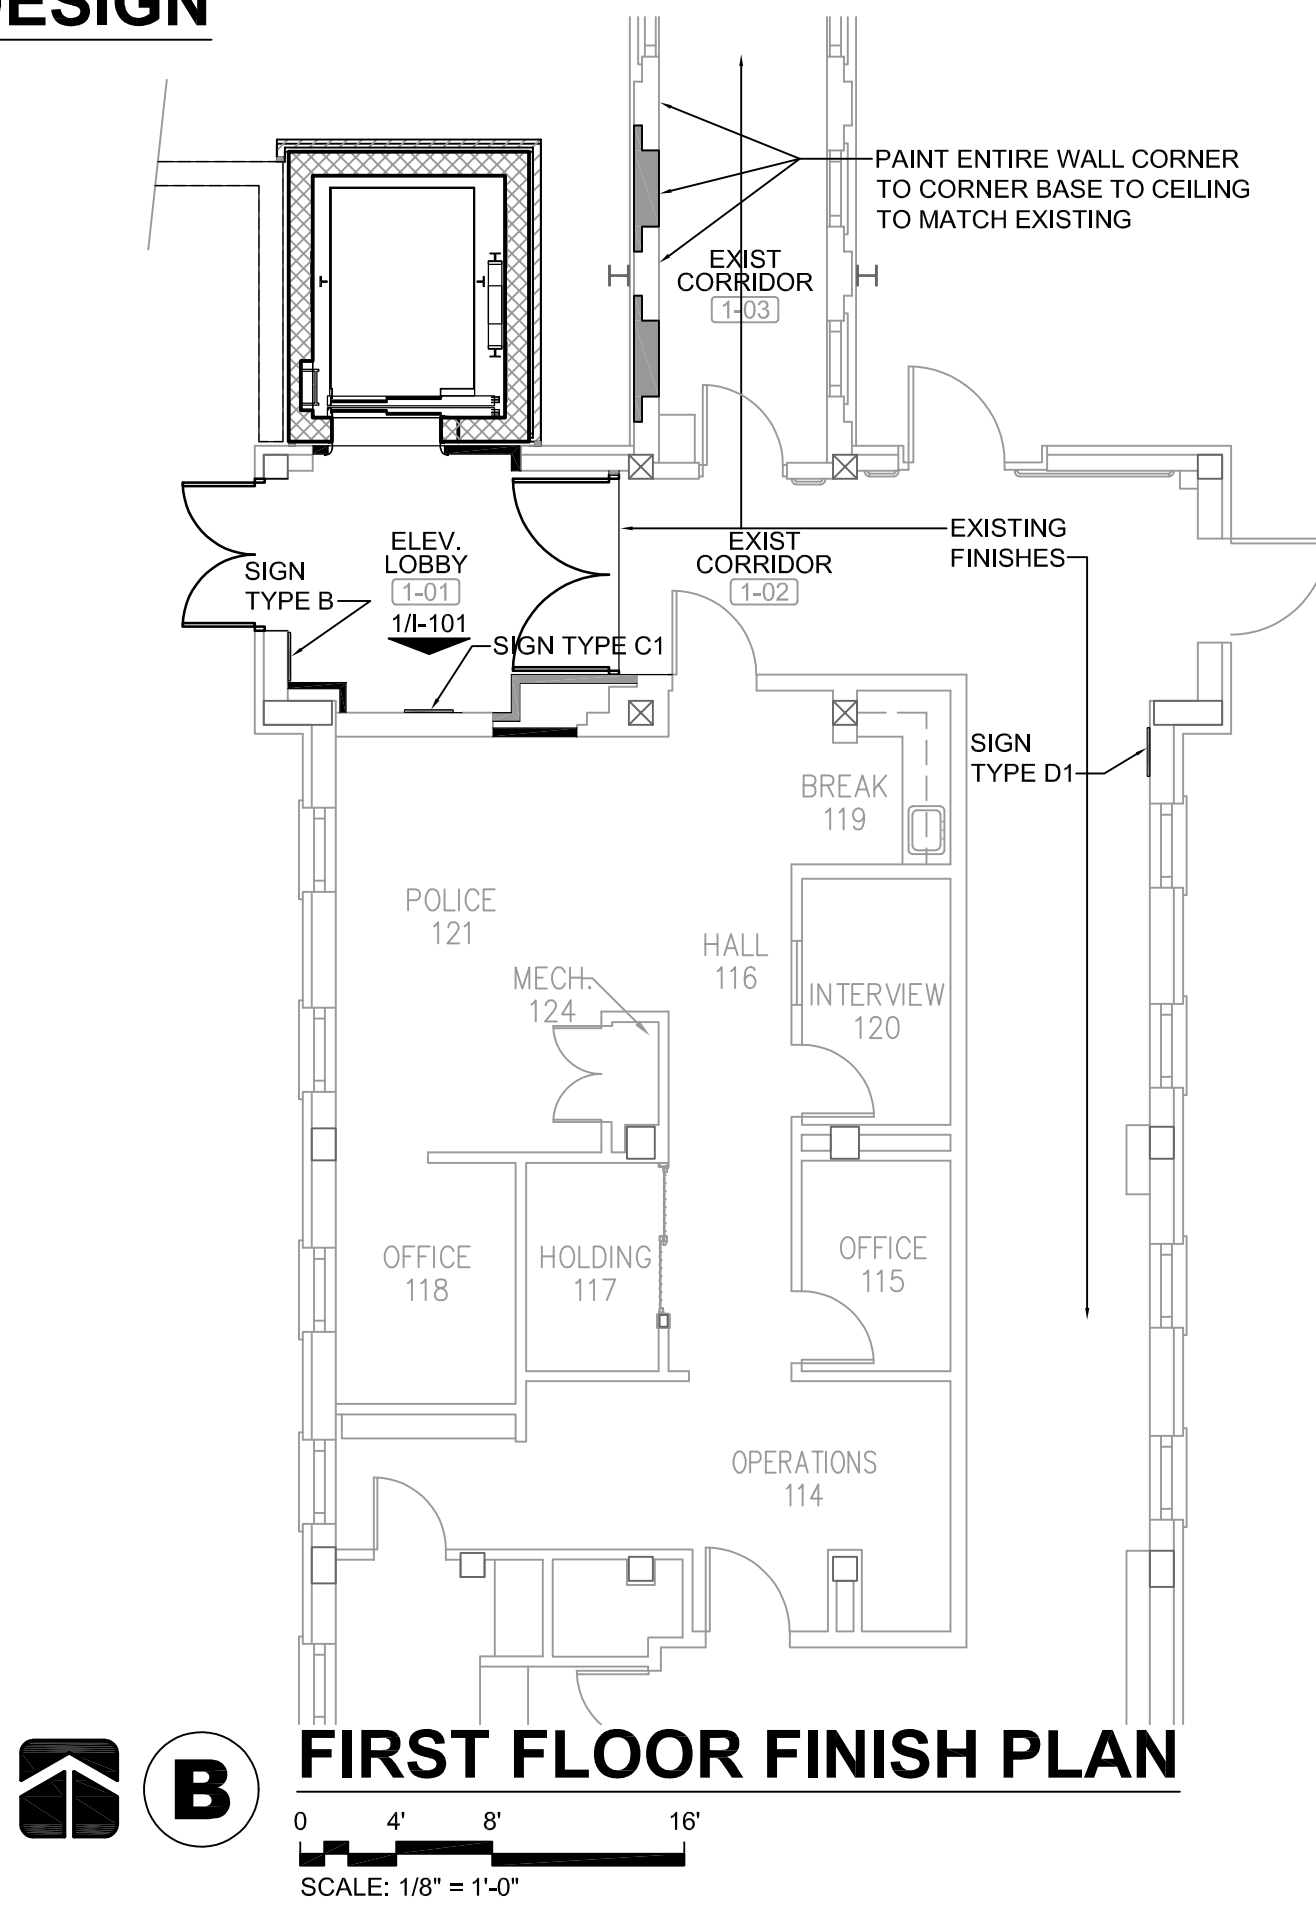 DESIGN
PAINT ENTIRE WALL CORNER
TO CORNER BASE TO CEILING
TO MATCH EXISTING
EXIST
CORRIDOR
1-03
ELEV.
LOBBY
1-01
1/I-101
SIGN
TYPE B
SIGN TYPE C1
EXIST
CORRIDOR
1-02
EXISTING
FINISHES
SIGN
TYPE D1
BREAK
119
POLICE
121
HALL
116
MECH.
124
INTERVIEW
120
OFFICE
118
HOLDING
117
OFFICE
115
OPERATIONS
114
B
FIRST FLOOR FINISH PLAN
0 4' 8' 16'
SCALE: 1/8" = 1'-0"